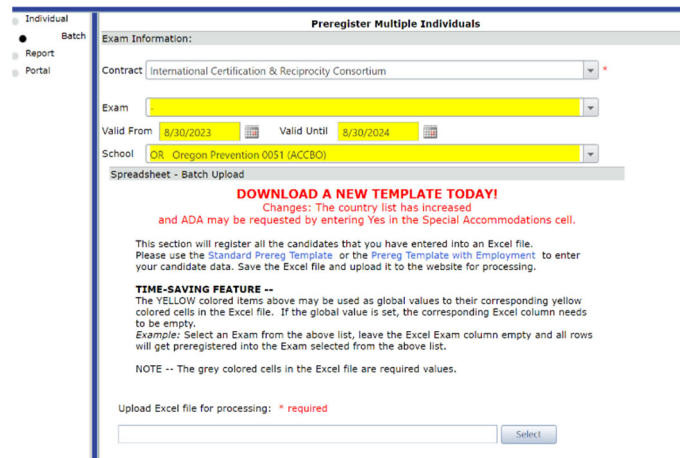 Individual
Batch
Report
Portal
Preregister Multiple Individuals
Exam Information:
Contract International Certification & Reciprocity Consortium *
Exam -
Valid From 8/30/2023 Valid Until 8/30/2024
School OR Oregon Prevention 0051 (ACCBO)
Spreadsheet - Batch Upload
DOWNLOAD A NEW TEMPLATE TODAY!
Changes: The country list has increased
and ADA may be requested by entering Yes in the Special Accommodations cell.
This section will register all the candidates that you have entered into an Excel file.
Please use the Standard Prereg Template or the Prereg Template with Employment to enter
your candidate data. Save the Excel file and upload it to the website for processing.
TIME-SAVING FEATURE --
The YELLOW colored items above may be used as global values to their corresponding yellow
colored cells in the Excel file. If the global value is set, the corresponding Excel column needs
to be empty.
Example: Select an Exam from the above list, leave the Excel Exam column empty and all rows
will get preregistered into the Exam selected from the above list.
NOTE -- The grey colored cells in the Excel file are required values.
Upload Excel file for processing: * required
Select